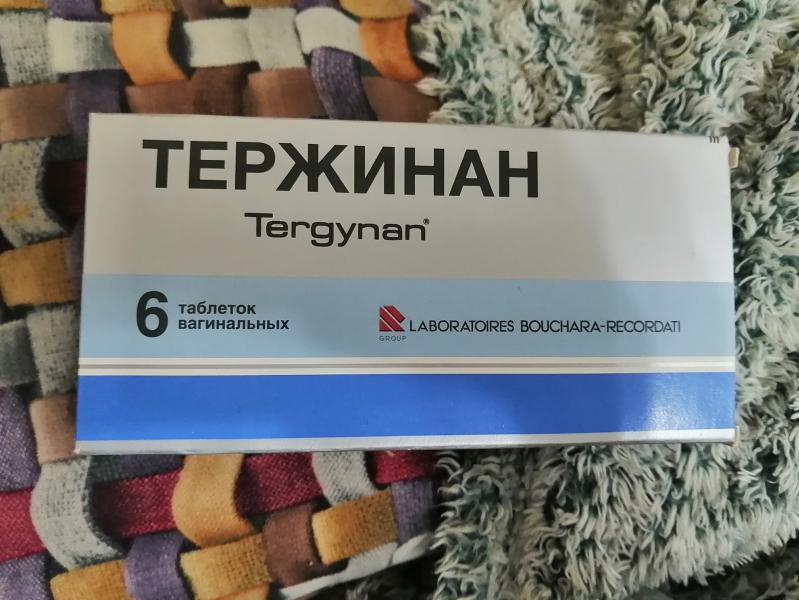 ТЕРЖИНАН
Tergynan®
6 таблеток
вагинальных
GROUP
LABORATOIRES BOUCHARA-RECORDATI